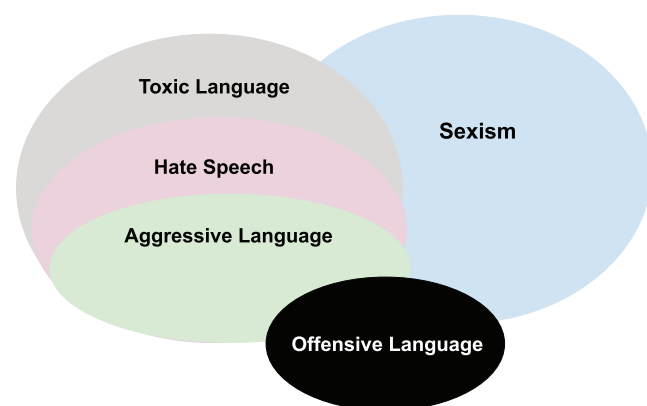 Toxic Language
Sexism
Hate Speech
Aggressive Language
Offensive Language